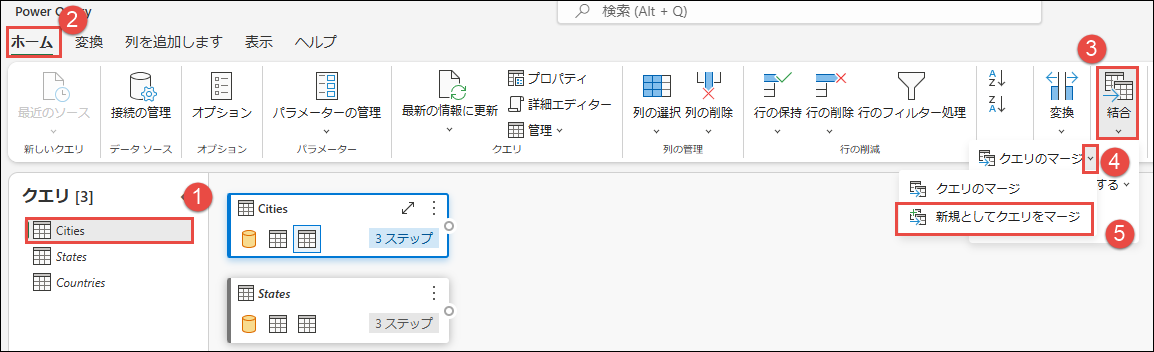 Power Query
検索 (Alt + Q)
2
ホーム 変換 列を追加します 表示 ヘルプ
3
最近のソース
接続の管理
オプション
パラメーターの管理
最新の情報に更新
プロパティ
詳細エディター
管理
列の選択
列の削除
行の保持
行の削除
行のフィルター処理
変換
結合
新しいクエリ
データ ソース
オプション
パラメーター
クエリ
列の管理
行の削減
クエリのマージ
4
する
クエリのマージ
新規としてクエリをマージ
5
クエリ [3]
1
Cities
States
Countries
Cities
3 ステップ
States
3 ステップ